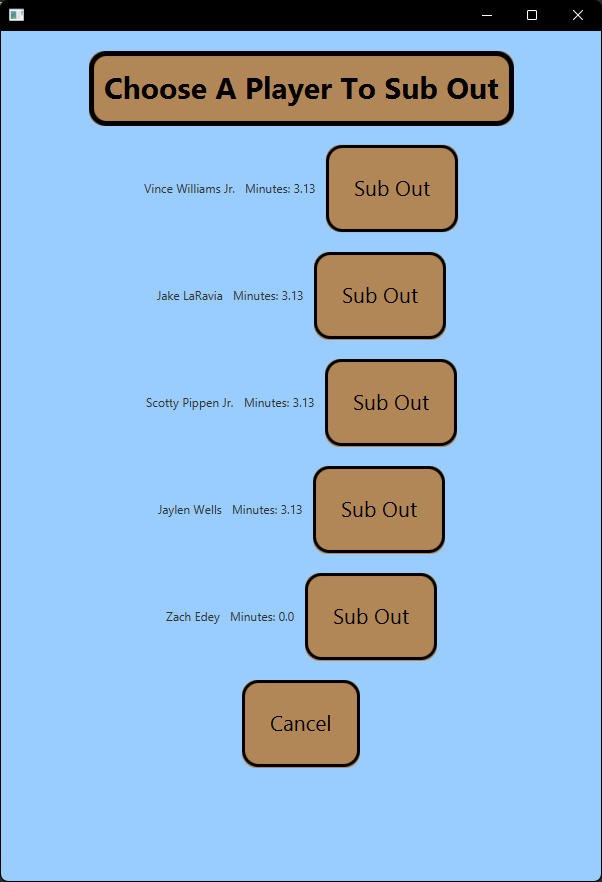 Choose A Player To Sub Out
Vince Williams Jr. Minutes: 3.13 Sub Out
Jake LaRavia Minutes: 3.13 Sub Out
Scotty Pippen Jr. Minutes: 3.13 Sub Out
Jaylen Wells Minutes: 3.13 Sub Out
Zach Edey Minutes: 0.0 Sub Out
Cancel